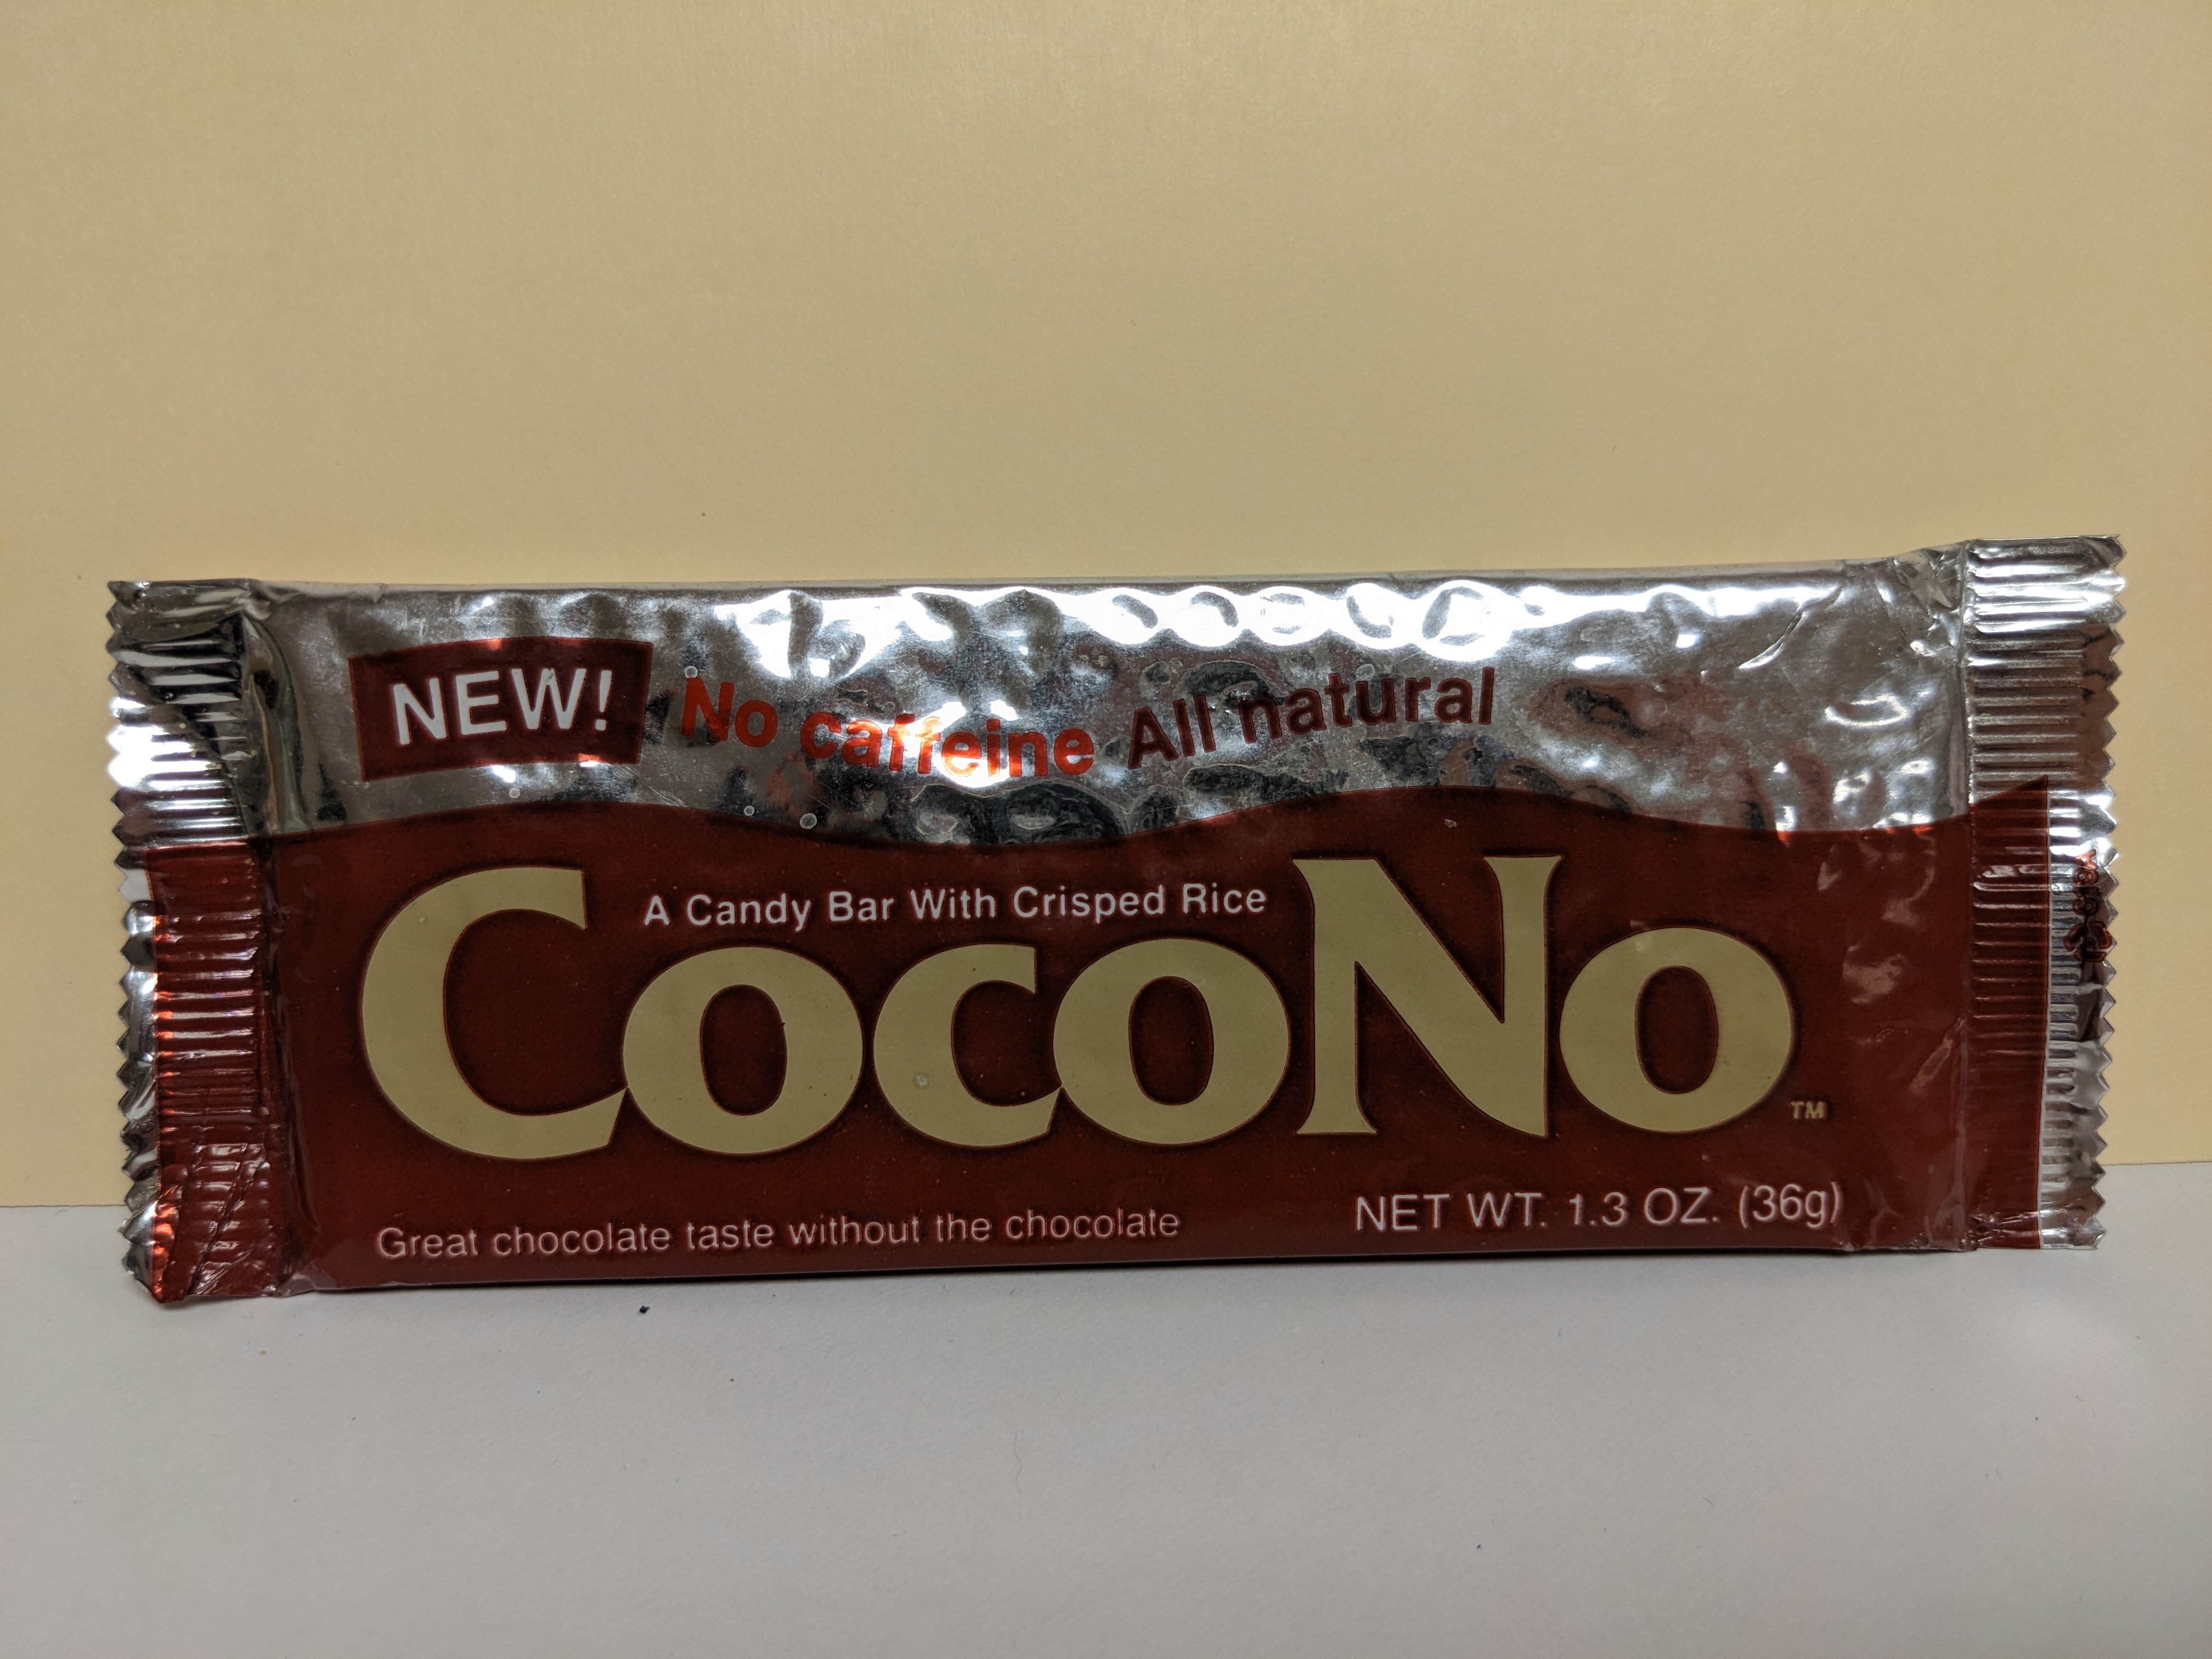 NEW! No caffeine All natural
A Candy Bar With Crisped Rice
CocoNo™
Great chocolate taste without the chocolate
NET WT. 1.3 OZ. (36g)